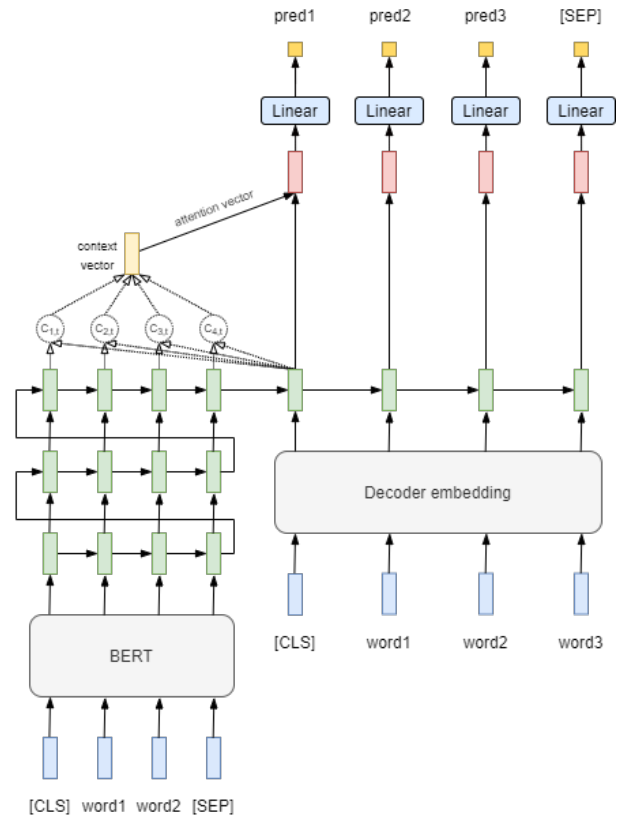 pred1 pred2 pred3 [SEP]
Linear Linear Linear Linear
attention vector
context
vector
C1,t C2,t C3,t C4,t
Decoder embedding
[CLS] word1 word2 word3
BERT
[CLS] word1 word2 [SEP]